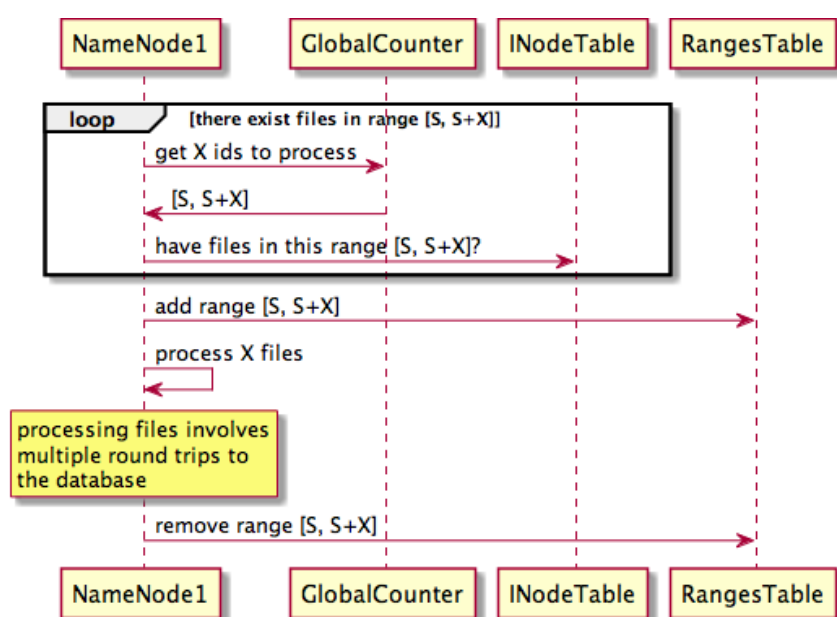 NameNode1 GlobalCounter INodeTable RangesTable
loop [there exist files in range [S, S+X]]
get X ids to process
[S, S+X]
have files in this range [S, S+X]?
add range [S, S+X]
process X files
processing files involves
multiple round trips to
the database
remove range [S, S+X]
NameNode1 GlobalCounter INodeTable RangesTable